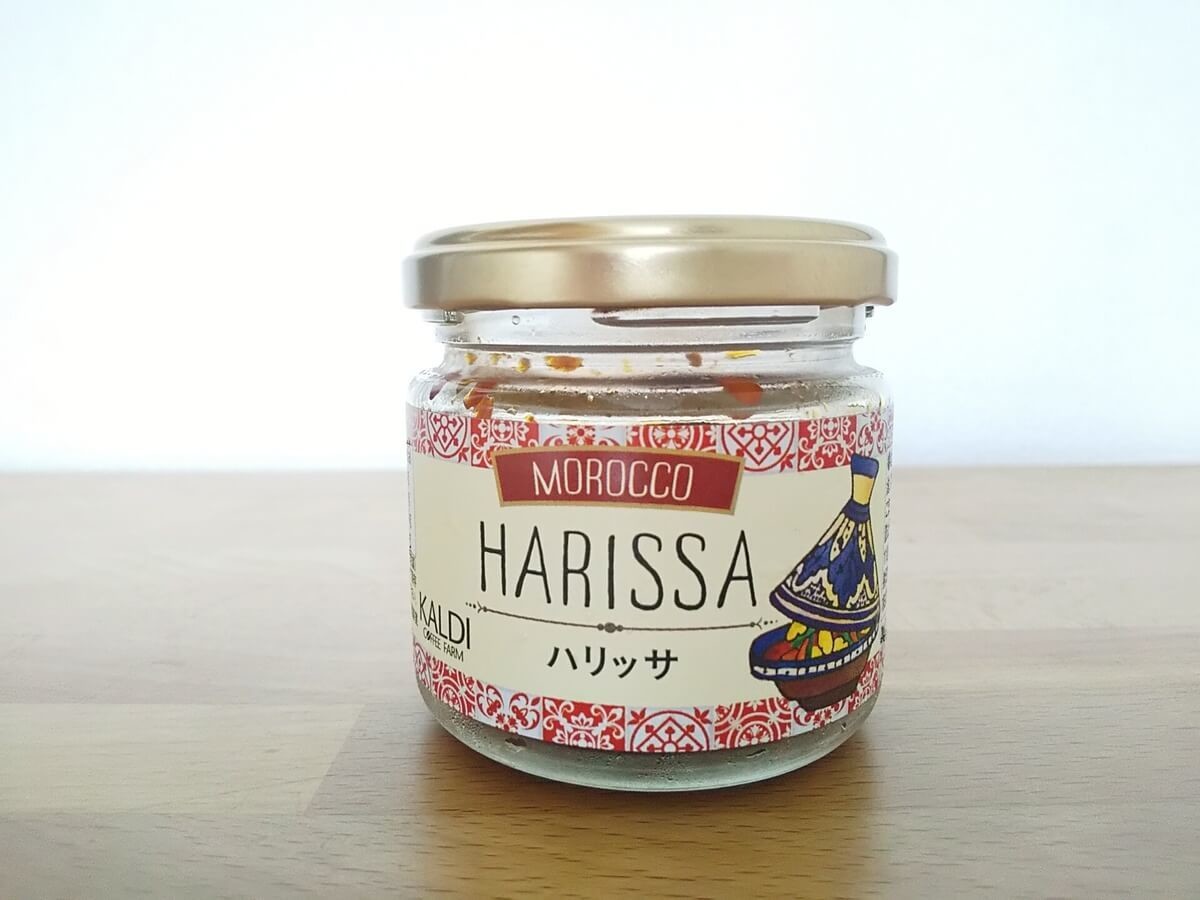 MOROCCO
HARISSA
KALDI
COFFEE FARM
ハリッサ